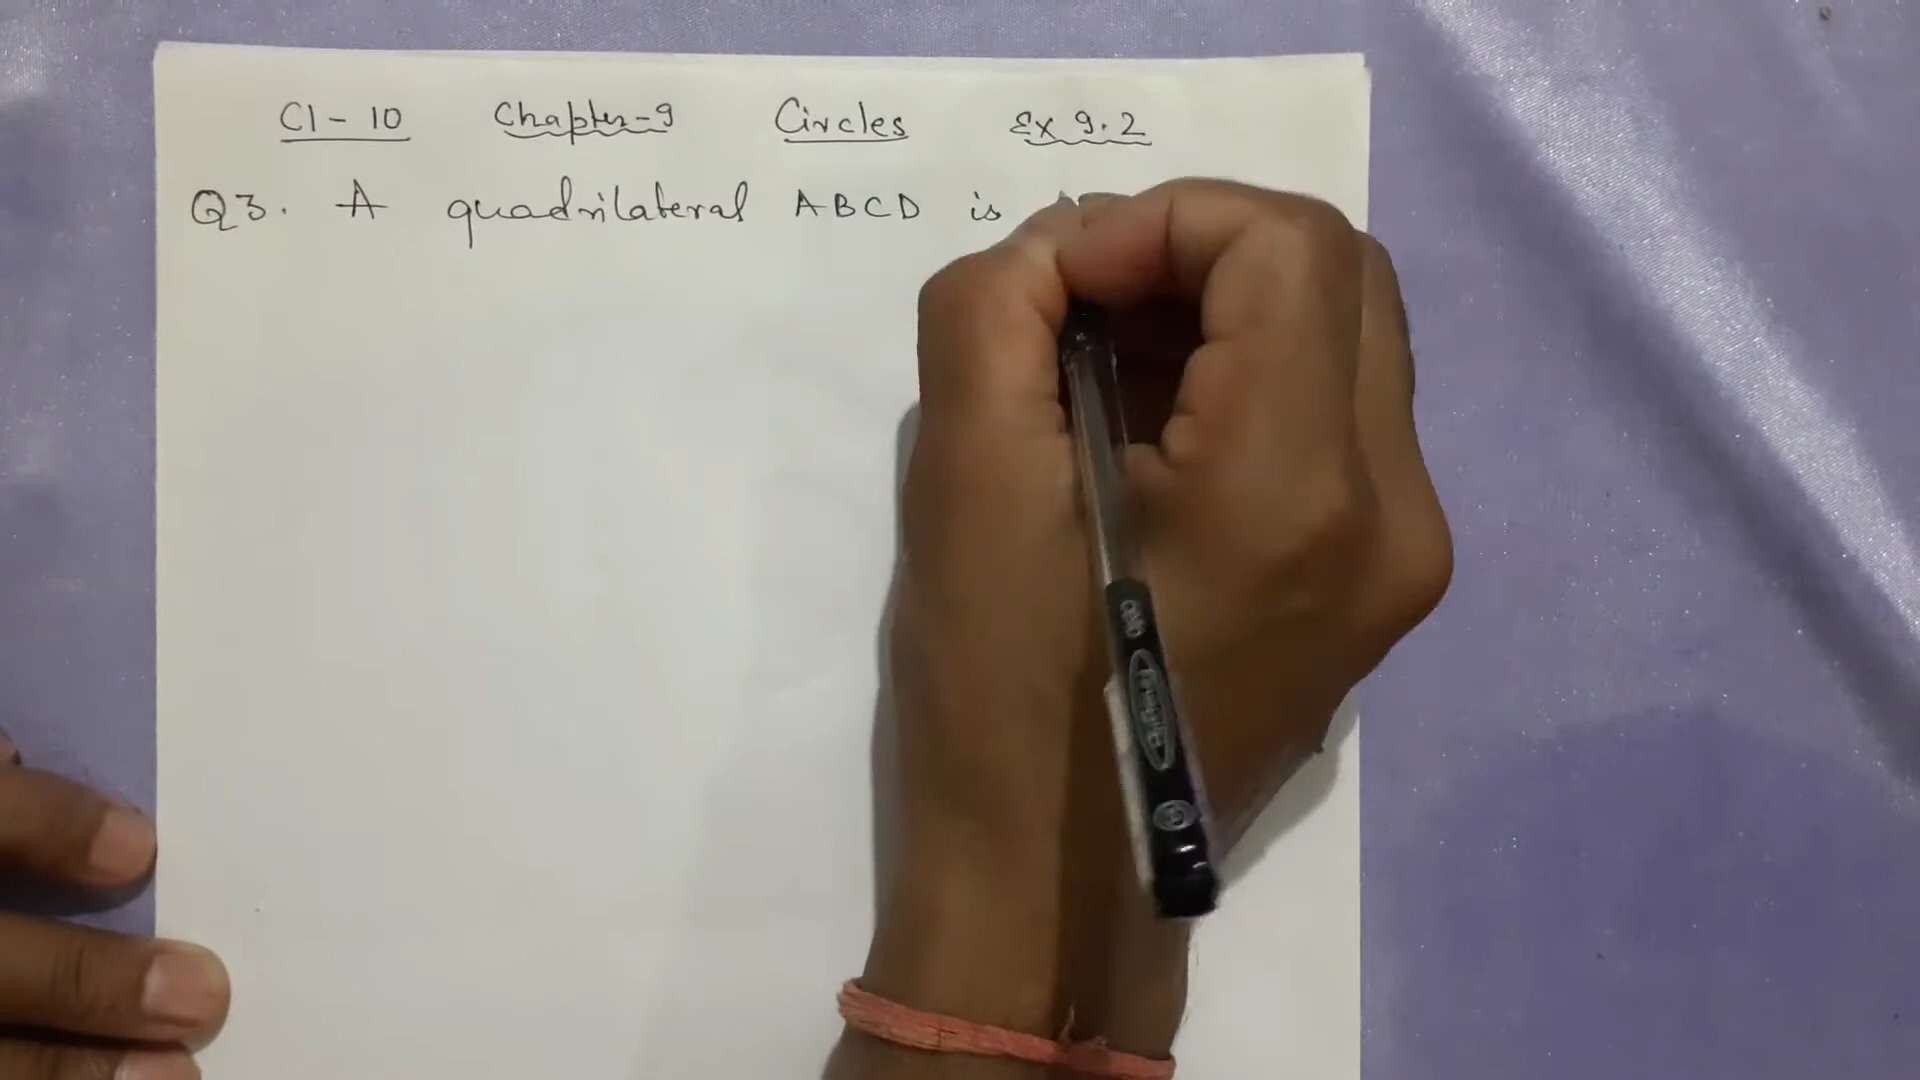 Cl - 10 Chapter-9 Circles Ex 9.2
Q3. A quadrilateral ABCD is